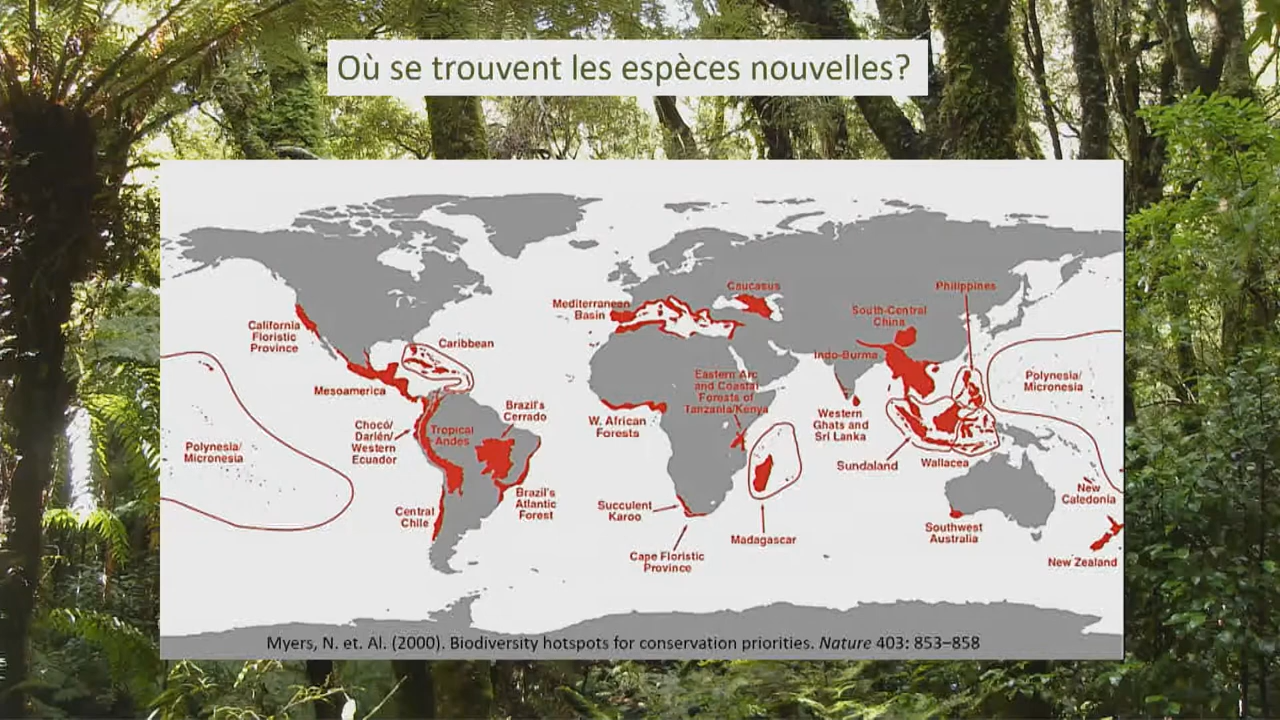 Où se trouvent les espèces nouvelles?
Caucasus
Philippines
Mediterranean
Basin
South-Central
China
California
Floristic
Province
Caribbean
Indo-Burma
Polynesia/
Micronesia
Mesoamerica
Eastern Arc
and Coastal
Forests of
Tanzania/Kenya
Brazil's
Cerrado
Chocó/
Darién/
Western
Ecuador
Tropical
Andes
W. African
Forests
Western
Ghats and
Sri Lanka
Polynesia/
Micronesia
Sundaland
Wallacea
New
Caledonia
Brazil's
Atlantic
Forest
Central
Chile
Succulent
Karoo
Madagascar
Southwest
Australia
Cape Floristic
Province
New Zealand
Myers, N. et. Al. (2000). Biodiversity hotspots for conservation priorities. Nature 403: 853–858